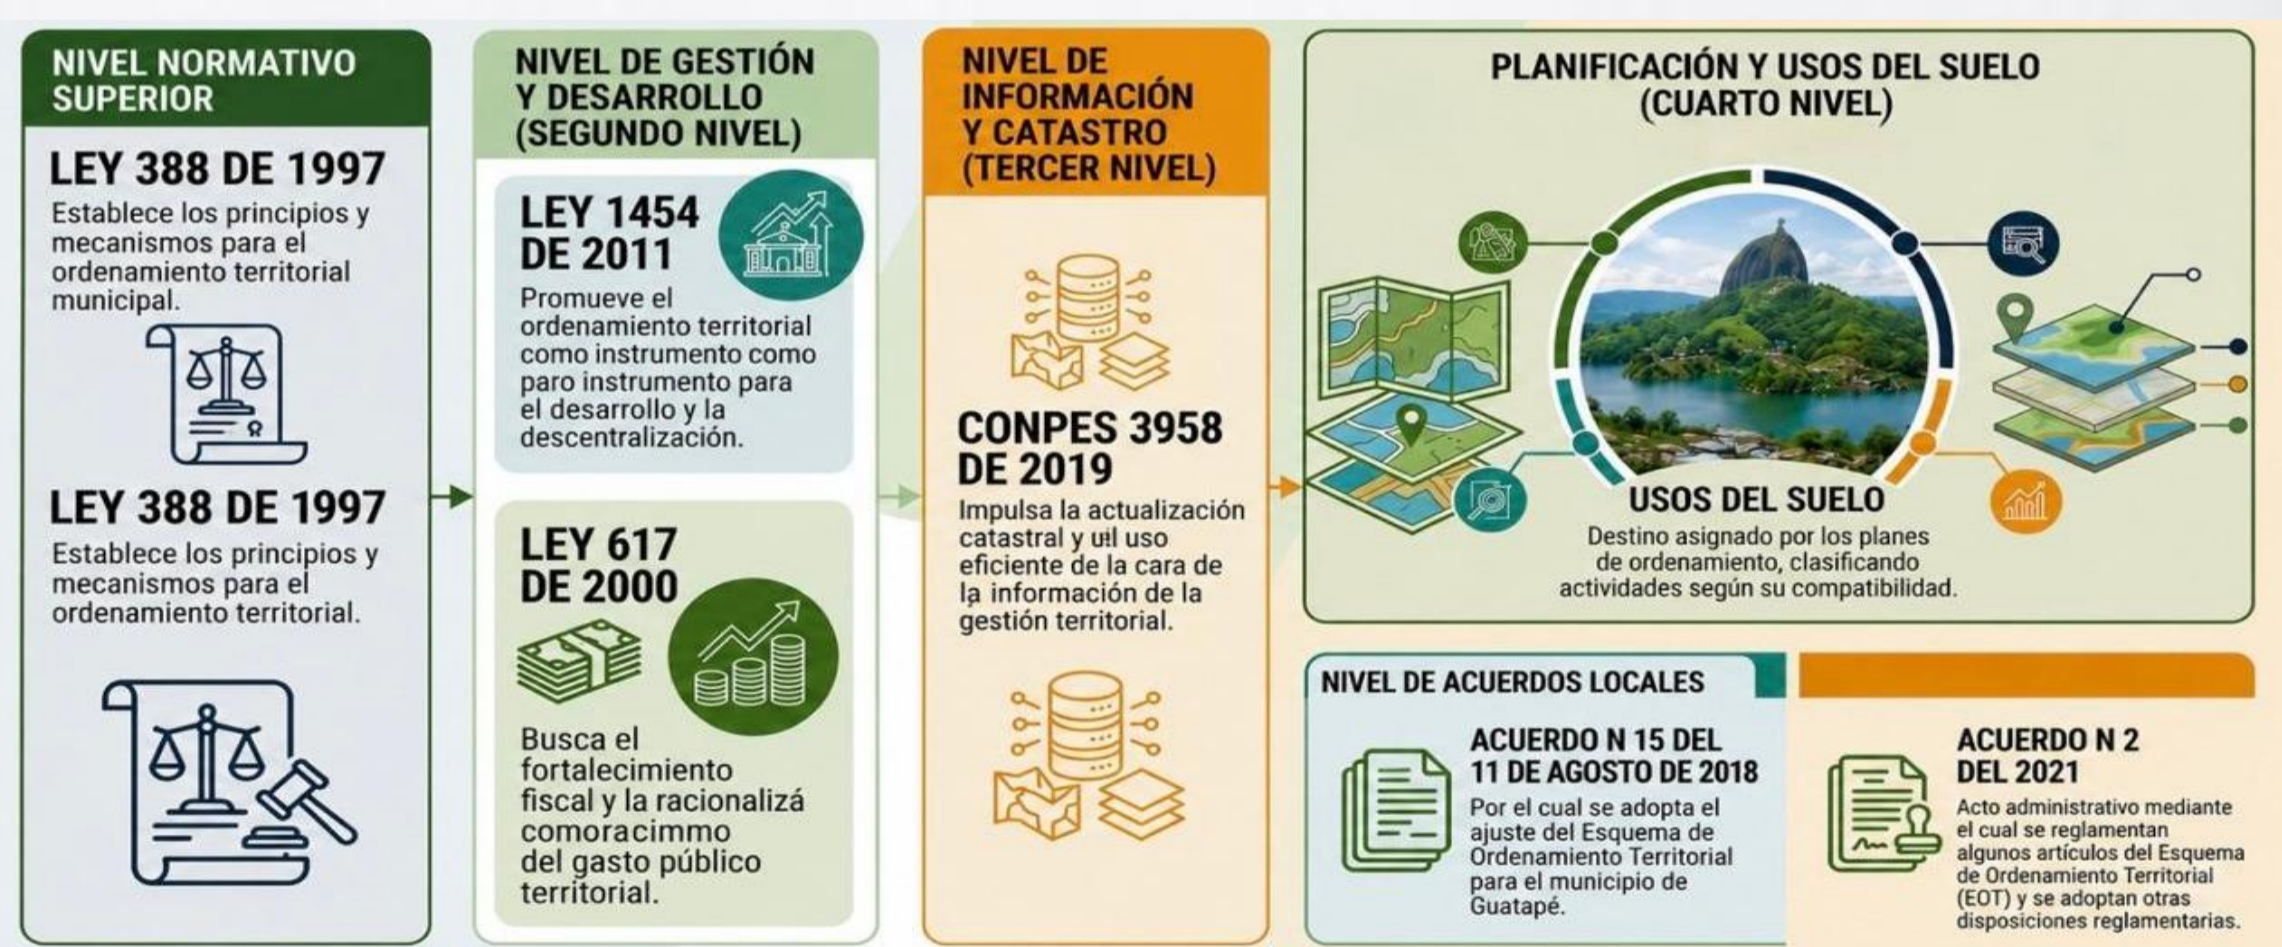 NIVEL NORMATIVO
SUPERIOR
LEY 388 DE 1997
Establece los principios y
mecanismos para el
ordenamiento territorial
municipal.
LEY 388 DE 1997
Establece los principios y
mecanismos para el
ordenamiento territorial.
NIVEL DE GESTIÓN
Y DESARROLLO
(SEGUNDO NIVEL)
LEY 1454
DE 2011
Promueve el
ordenamiento territorial
como instrumento como
paro instrumento para
el desarrollo y la
descentralización.
LEY 617
DE 2000
Busca el
fortalecimiento
fiscal y la racionalizá
comoracimmo
del gasto público
territorial.
NIVEL DE
INFORMACIÓN
Y CATASTRO
(TERCER NIVEL)
CONPES 3958
DE 2019
Impulsa la actualización
catastral y uso
eficiente de la cara de
la información de la
gestión territorial.
PLANIFICACIÓN Y USOS DEL SUELO
(CUARTO NIVEL)
USOS DEL SUELO
Destino asignado por los planes
de ordenamiento, clasificando
actividades según su compatibilidad.
NIVEL DE ACUERDOS LOCALES
ACUERDO N 15 DEL
11 DE AGOSTO DE 2018
Por el cual se adopta el
ajuste del Esquema de
Ordenamiento Territorial
para el municipio de
Guatapé.
ACUERDO N 2
DEL 2021
Acto administrativo mediante
el cual se reglamentan
algunos artículos del Esquema
de Ordenamiento Territorial
(EOT) y se adoptan otras
disposiciones reglamentarias.